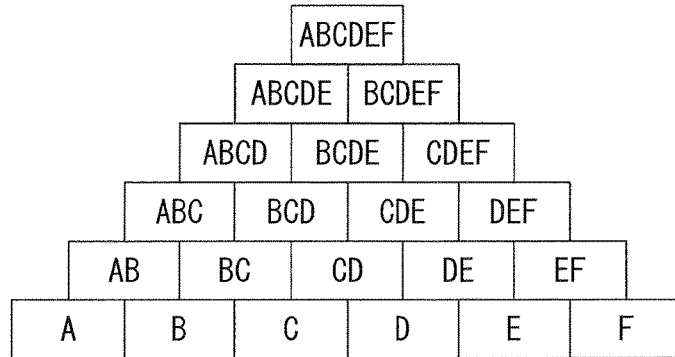 ABCDEF
ABCDE BCDEF
ABCD BCDE CDEF
ABC BCD CDE DEF
AB BC CD DE EF
A B C D E F